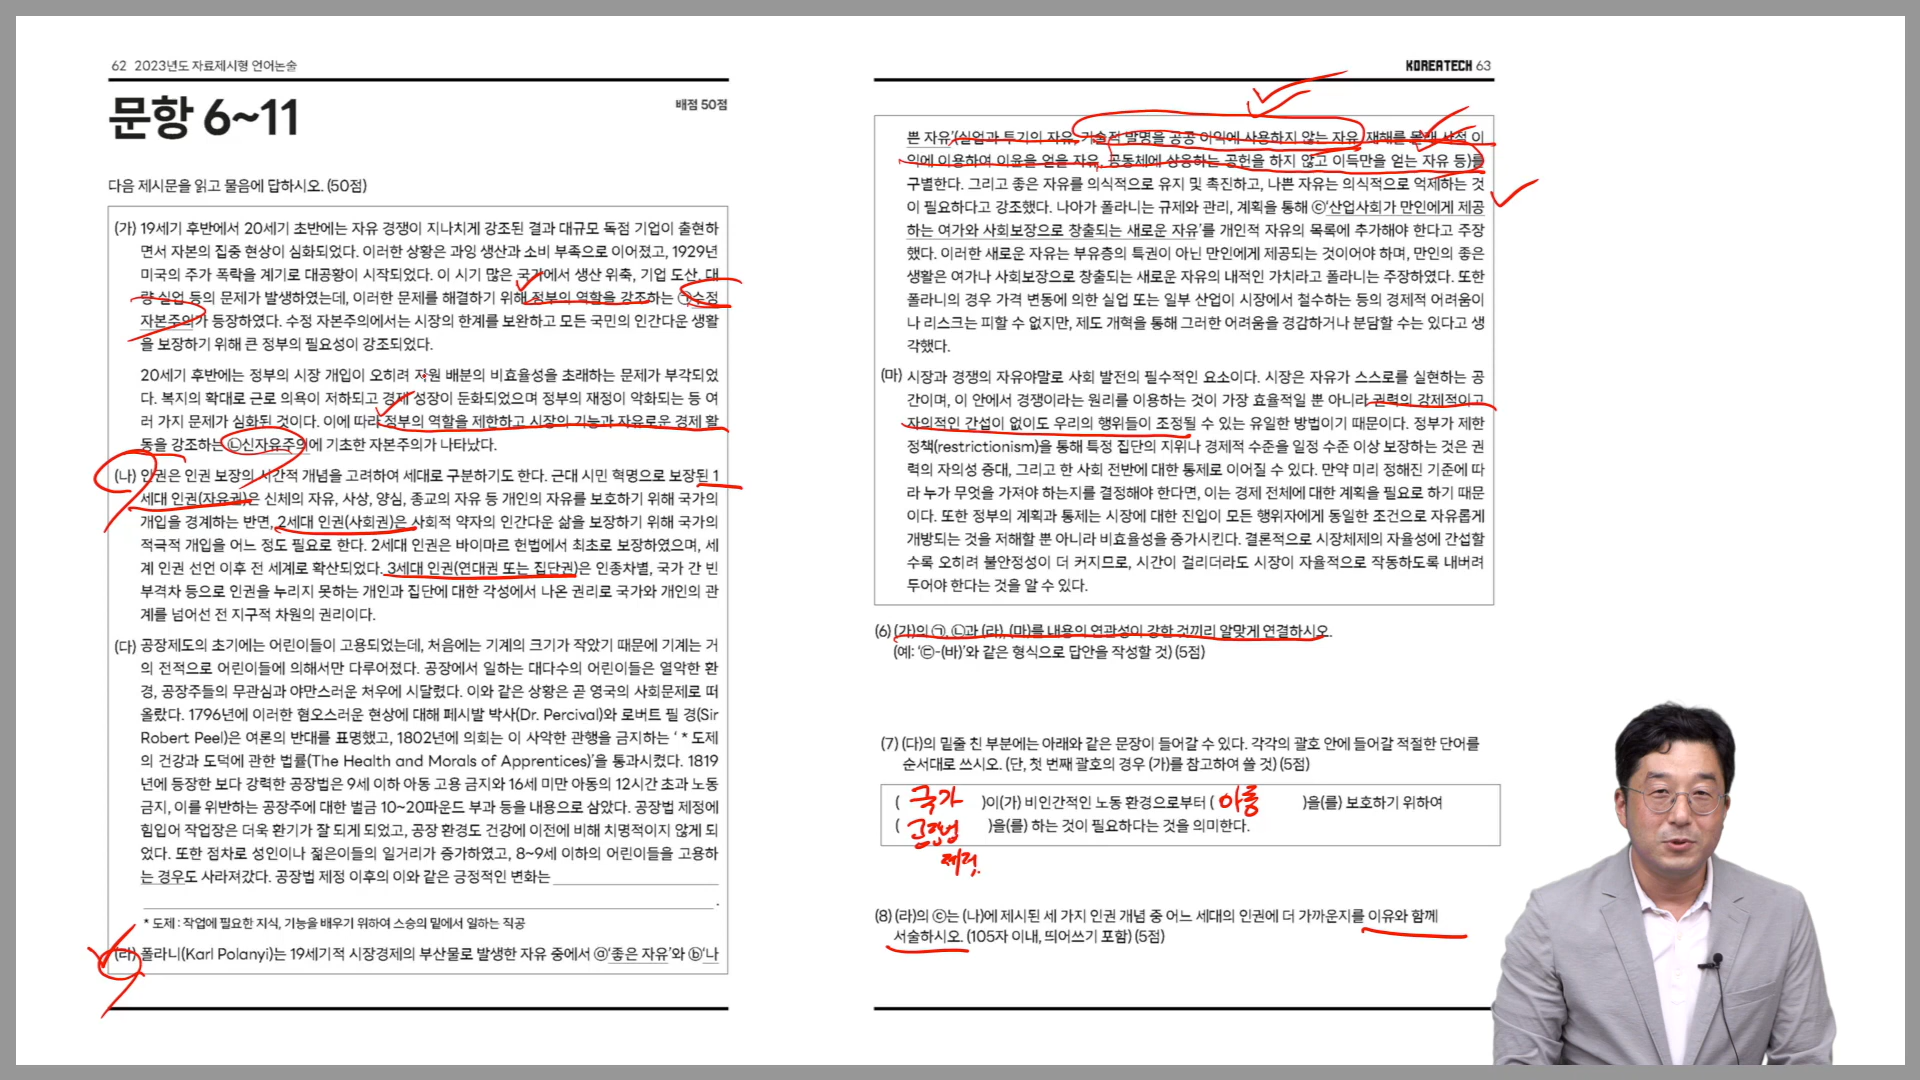 62 2023년도 자료제시형 언어논술
문항 6~11
배점 50점
다음 제시문을 읽고 물음에 답하시오. (50점)
(가) 19세기 후반에서 20세기 초반에는 자유 경쟁이 지나치게 강조된 결과 대규모 독점 기업이 출현하
면서 자본의 집중 현상이 심화되었다. 이러한 상황은 과잉 생산과 소비 부족으로 이어졌고, 1929년
미국의 주가 폭락을 계기로 대공황이 시작되었다. 이 시기 많은 국가에서 생산 위축, 기업 도산, 대
량 실업 등의 문제가 발생하였는데, 이러한 문제를 해결하기 위해 정부의 역할을 강조하는 ㉠수정
자본주의가 등장하였다. 수정 자본주의에서는 시장의 한계를 보완하고 모든 국민의 인간다운 생활
을 보장하기 위해 큰 정부의 필요성이 강조되었다.
20세기 후반에는 정부의 시장 개입이 오히려 자원 배분의 비효율성을 초래하는 문제가 부각되었
다. 복지의 확대로 근로 의욕이 저하되고 경제 성장이 둔화되었으며 정부의 재정이 악화되는 등 여
러 가지 문제가 심화된 것이다. 이에 따라 정부의 역할을 제한하고 시장의 기능과 자유로운 경제 활
동을 강조하는 ㉡신자유주의에 기초한 자본주의가 나타났다.
(나) 인권은 인권 보장의 시간적 개념을 고려하여 세대로 구분하기도 한다. 근대 시민 혁명으로 보장된 1
세대 인권(자유권)은 신체의 자유, 사상, 양심, 종교의 자유 등 개인의 자유를 보호하기 위해 국가의
개입을 경계하는 반면, 2세대 인권(사회권)은 사회적 약자의 인간다운 삶을 보장하기 위해 국가의
적극적 개입을 어느 정도 필요로 한다. 2세대 인권은 바이마르 헌법에서 최초로 보장하였으며, 세
계 인권 선언 이후 전 세계로 확산되었다. 3세대 인권(연대권 또는 집단권)은 인종차별, 국가 간 빈
부격차 등으로 인권을 누리지 못하는 개인과 집단에 대한 각성에서 나온 권리로 국가와 개인의 관
계를 넘어선 전 지구적 차원의 권리이다.
(다) 공장제도의 초기에는 어린이들이 고용되었는데, 처음에는 기계의 크기가 작았기 때문에 기계는 거
의 전적으로 어린이들에 의해서만 다루어졌다. 공장에서 일하는 대다수의 어린이들은 열악한 환
경, 공장주들의 무관심과 야만스러운 처우에 시달렸다. 이와 같은 상황은 곧 영국의 사회문제로 떠
올랐다. 1796년에 이러한 혐오스러운 현상에 대해 페시발 박사(Dr. Percival)와 로버트 필 경(Sir
Robert Peel)은 여론의 반대를 표명했고, 1802년에 의회는 이 사악한 관행을 금지하는 ‘ * 도제
의 건강과 도덕에 관한 법률(The Health and Morals of Apprentices)’을 통과시켰다. 1819
년에 등장한 보다 강력한 공장법은 9세 이하 아동 고용 금지와 16세 미만 아동의 12시간 초과 노동
금지, 이를 위반하는 공장주에 대한 벌금 10~20파운드 부과 등을 내용으로 삼았다. 공장법 제정에
힘입어 작업장은 더욱 환기가 잘 되게 되었고, 공장 환경도 건강에 이전에 비해 치명적이지 않게 되
었다. 또한 점차로 성인이나 젊은이들의 일거리가 증가하였고, 8~9세 이하의 어린이들을 고용하
는 경우도 사라져갔다. 공장법 제정 이후의 이와 같은 긍정적인 변화는
.
* 도제 : 작업에 필요한 지식, 기능을 배우기 위하여 스승의 밑에서 일하는 직공
(라) 폴라니(Karl Polanyi)는 19세기적 시장경제의 부산물로 발생한 자유 중에서 ⓐ‘좋은 자유’와 ⓑ‘나
KOREATECH 63
쁜 자유’(실업과 투기의 자유, 기술적 발명을 공공 이익에 사용하지 않는 자유, 재해를 몰래 사적 이
익에 이용하여 이윤을 얻을 자유, 공동체에 상응하는 공헌을 하지 않고 이득만을 얻는 자유 등)를
구별한다. 그리고 좋은 자유를 의식적으로 유지 및 촉진하고, 나쁜 자유는 의식적으로 억제하는 것
이 필요하다고 강조했다. 나아가 폴라니는 규제와 관리, 계획을 통해 ⓒ‘산업사회가 만인에게 제공
하는 여가와 사회보장으로 창출되는 새로운 자유’를 개인적 자유의 목록에 추가해야 한다고 주장
했다. 이러한 새로운 자유는 부유층의 특권이 아닌 만인에게 제공되는 것이어야 하며, 만인의 좋은
생활은 여가나 사회보장으로 창출되는 새로운 자유의 내적인 가치라고 폴라니는 주장하였다. 또한
폴라니의 경우 가격 변동에 의한 실업 또는 일부 산업이 시장에서 철수하는 등의 경제적 어려움이
나 리스크는 피할 수 없지만, 제도 개혁을 통해 그러한 어려움을 경감하거나 분담할 수는 있다고 생
각했다.
(마) 시장과 경쟁의 자유야말로 사회 발전의 필수적인 요소이다. 시장은 자유가 스스로를 실현하는 공
간이며, 이 안에서 경쟁이라는 원리를 이용하는 것이 가장 효율적일 뿐 아니라 권력의 강제적이고
자의적인 간섭이 없이도 우리의 행위들이 조정될 수 있는 유일한 방법이기 때문이다. 정부가 제한
정책(restrictionism)을 통해 특정 집단의 지위나 경제적 수준을 일정 수준 이상 보장하는 것은 권
력의 자의성 증대, 그리고 한 사회 전반에 대한 통제로 이어질 수 있다. 만약 미리 정해진 기준에 따
라 누가 무엇을 가져야 하는지를 결정해야 한다면, 이는 경제 전체에 대한 계획을 필요로 하기 때문
이다. 또한 정부의 계획과 통제는 시장에 대한 진입이 모든 행위자에게 동일한 조건으로 자유롭게
개방되는 것을 저해할 뿐 아니라 비효율성을 증가시킨다. 결론적으로 시장체제의 자율성에 간섭할
수록 오히려 불안정성이 더 커지므로, 시간이 걸리더라도 시장이 자율적으로 작동하도록 내버려
두어야 한다는 것을 알 수 있다.
(6) (가)의 ㉠, ㉡과 (라), (마)를 내용의 연관성이 강한 것끼리 알맞게 연결하시오.
(예: ‘㉢-(바)’와 같은 형식으로 답안을 작성할 것) (5점)
(7) (다)의 밑줄 친 부분에는 아래와 같은 문장이 들어갈 수 있다. 각각의 괄호 안에 들어갈 적절한 단어를
순서대로 쓰시오. (단, 첫 번째 괄호의 경우 (가)를 참고하여 쓸 것) (5점)
( 국가 )이(가) 비인간적인 노동 환경으로부터 ( 아동 )을(를) 보호하기 위하여
( 공장법 )을(를) 하는 것이 필요하다는 것을 의미한다.
제정
(8) (라)의 ⓒ는 (나)에 제시된 세 가지 인권 개념 중 어느 세대의 인권에 더 가까운지를 이유와 함께
서술하시오. (105자 이내, 띄어쓰기 포함) (5점)